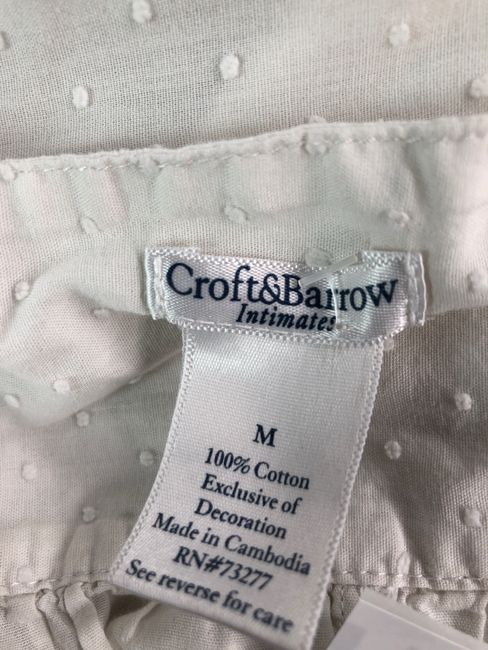 Croft&Barrow
Intimates
M
100% Cotton
Exclusive of
Decoration
Made in Cambodia
RN#73277
See reverse for care